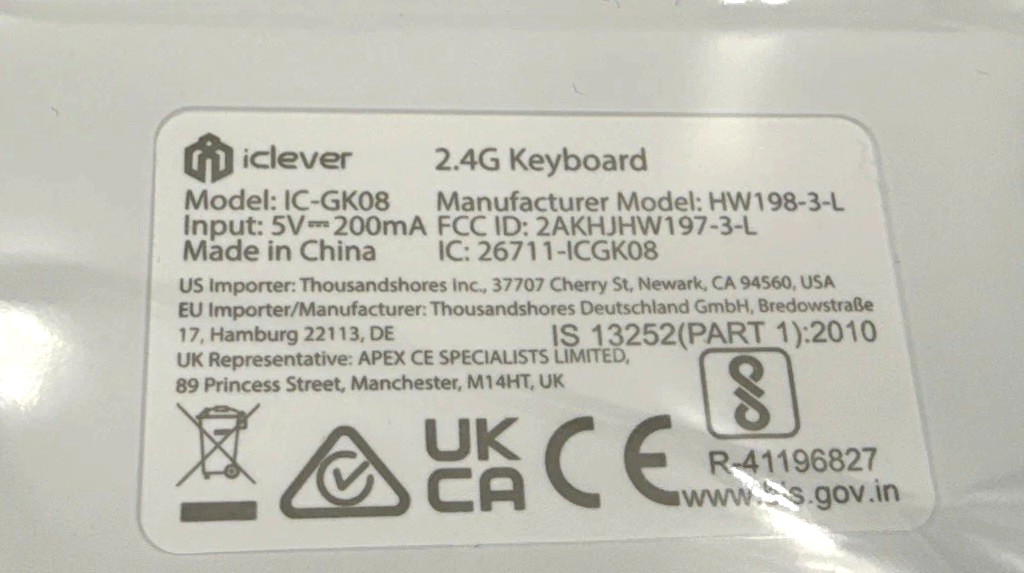 iclever 2.4G Keyboard
Model: IC-GK08 Manufacturer Model: HW198-3-L
Input: 5V⎓200mA FCC ID: 2AKHJHW197-3-L
Made in China IC: 26711-ICGK08
US Importer: Thousandshores Inc., 37707 Cherry St, Newark, CA 94560, USA
EU Importer/Manufacturer: Thousandshores Deutschland GmbH, Bredowstraße
17, Hamburg 22113, DE
IS 13252(PART 1):2010
UK Representative: APEX CE SPECIALISTS LIMITED,
89 Princess Street, Manchester, M14HT, UK
UK
CA
CE
R-41196827